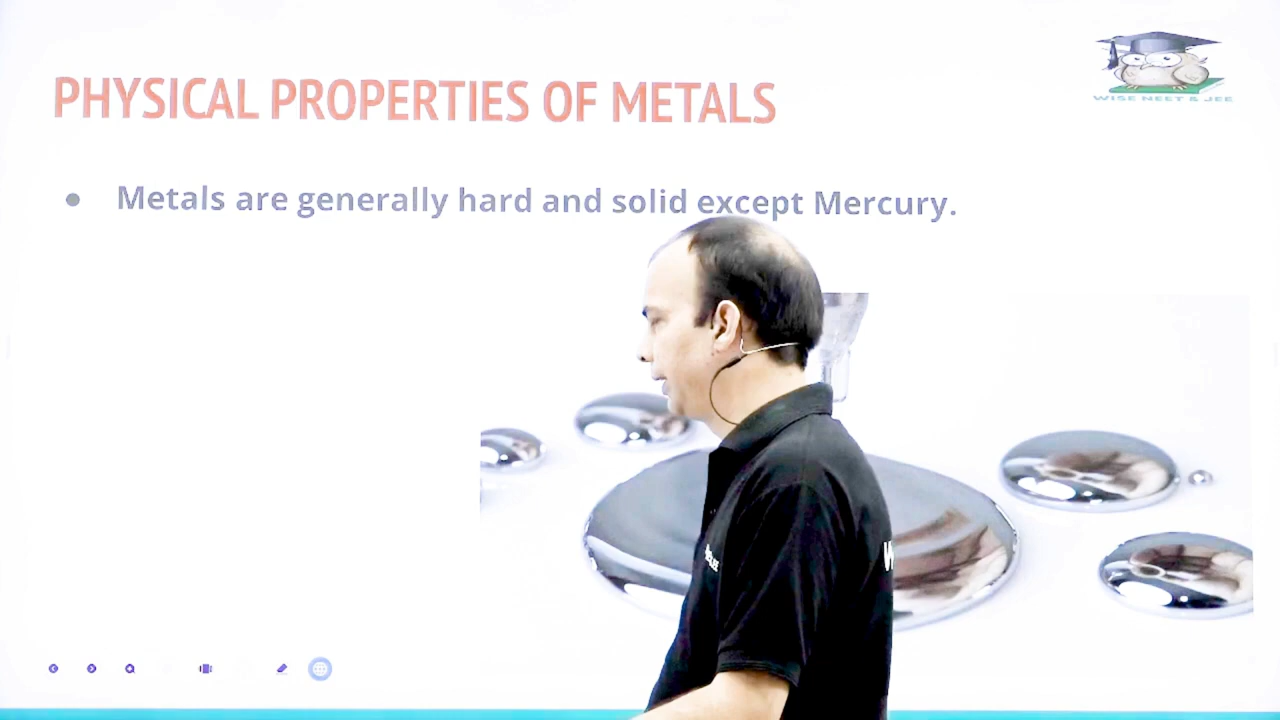 WISE NEET & JEE
PHYSICAL PROPERTIES OF METALS
● Metals are generally hard and solid except Mercury.
W